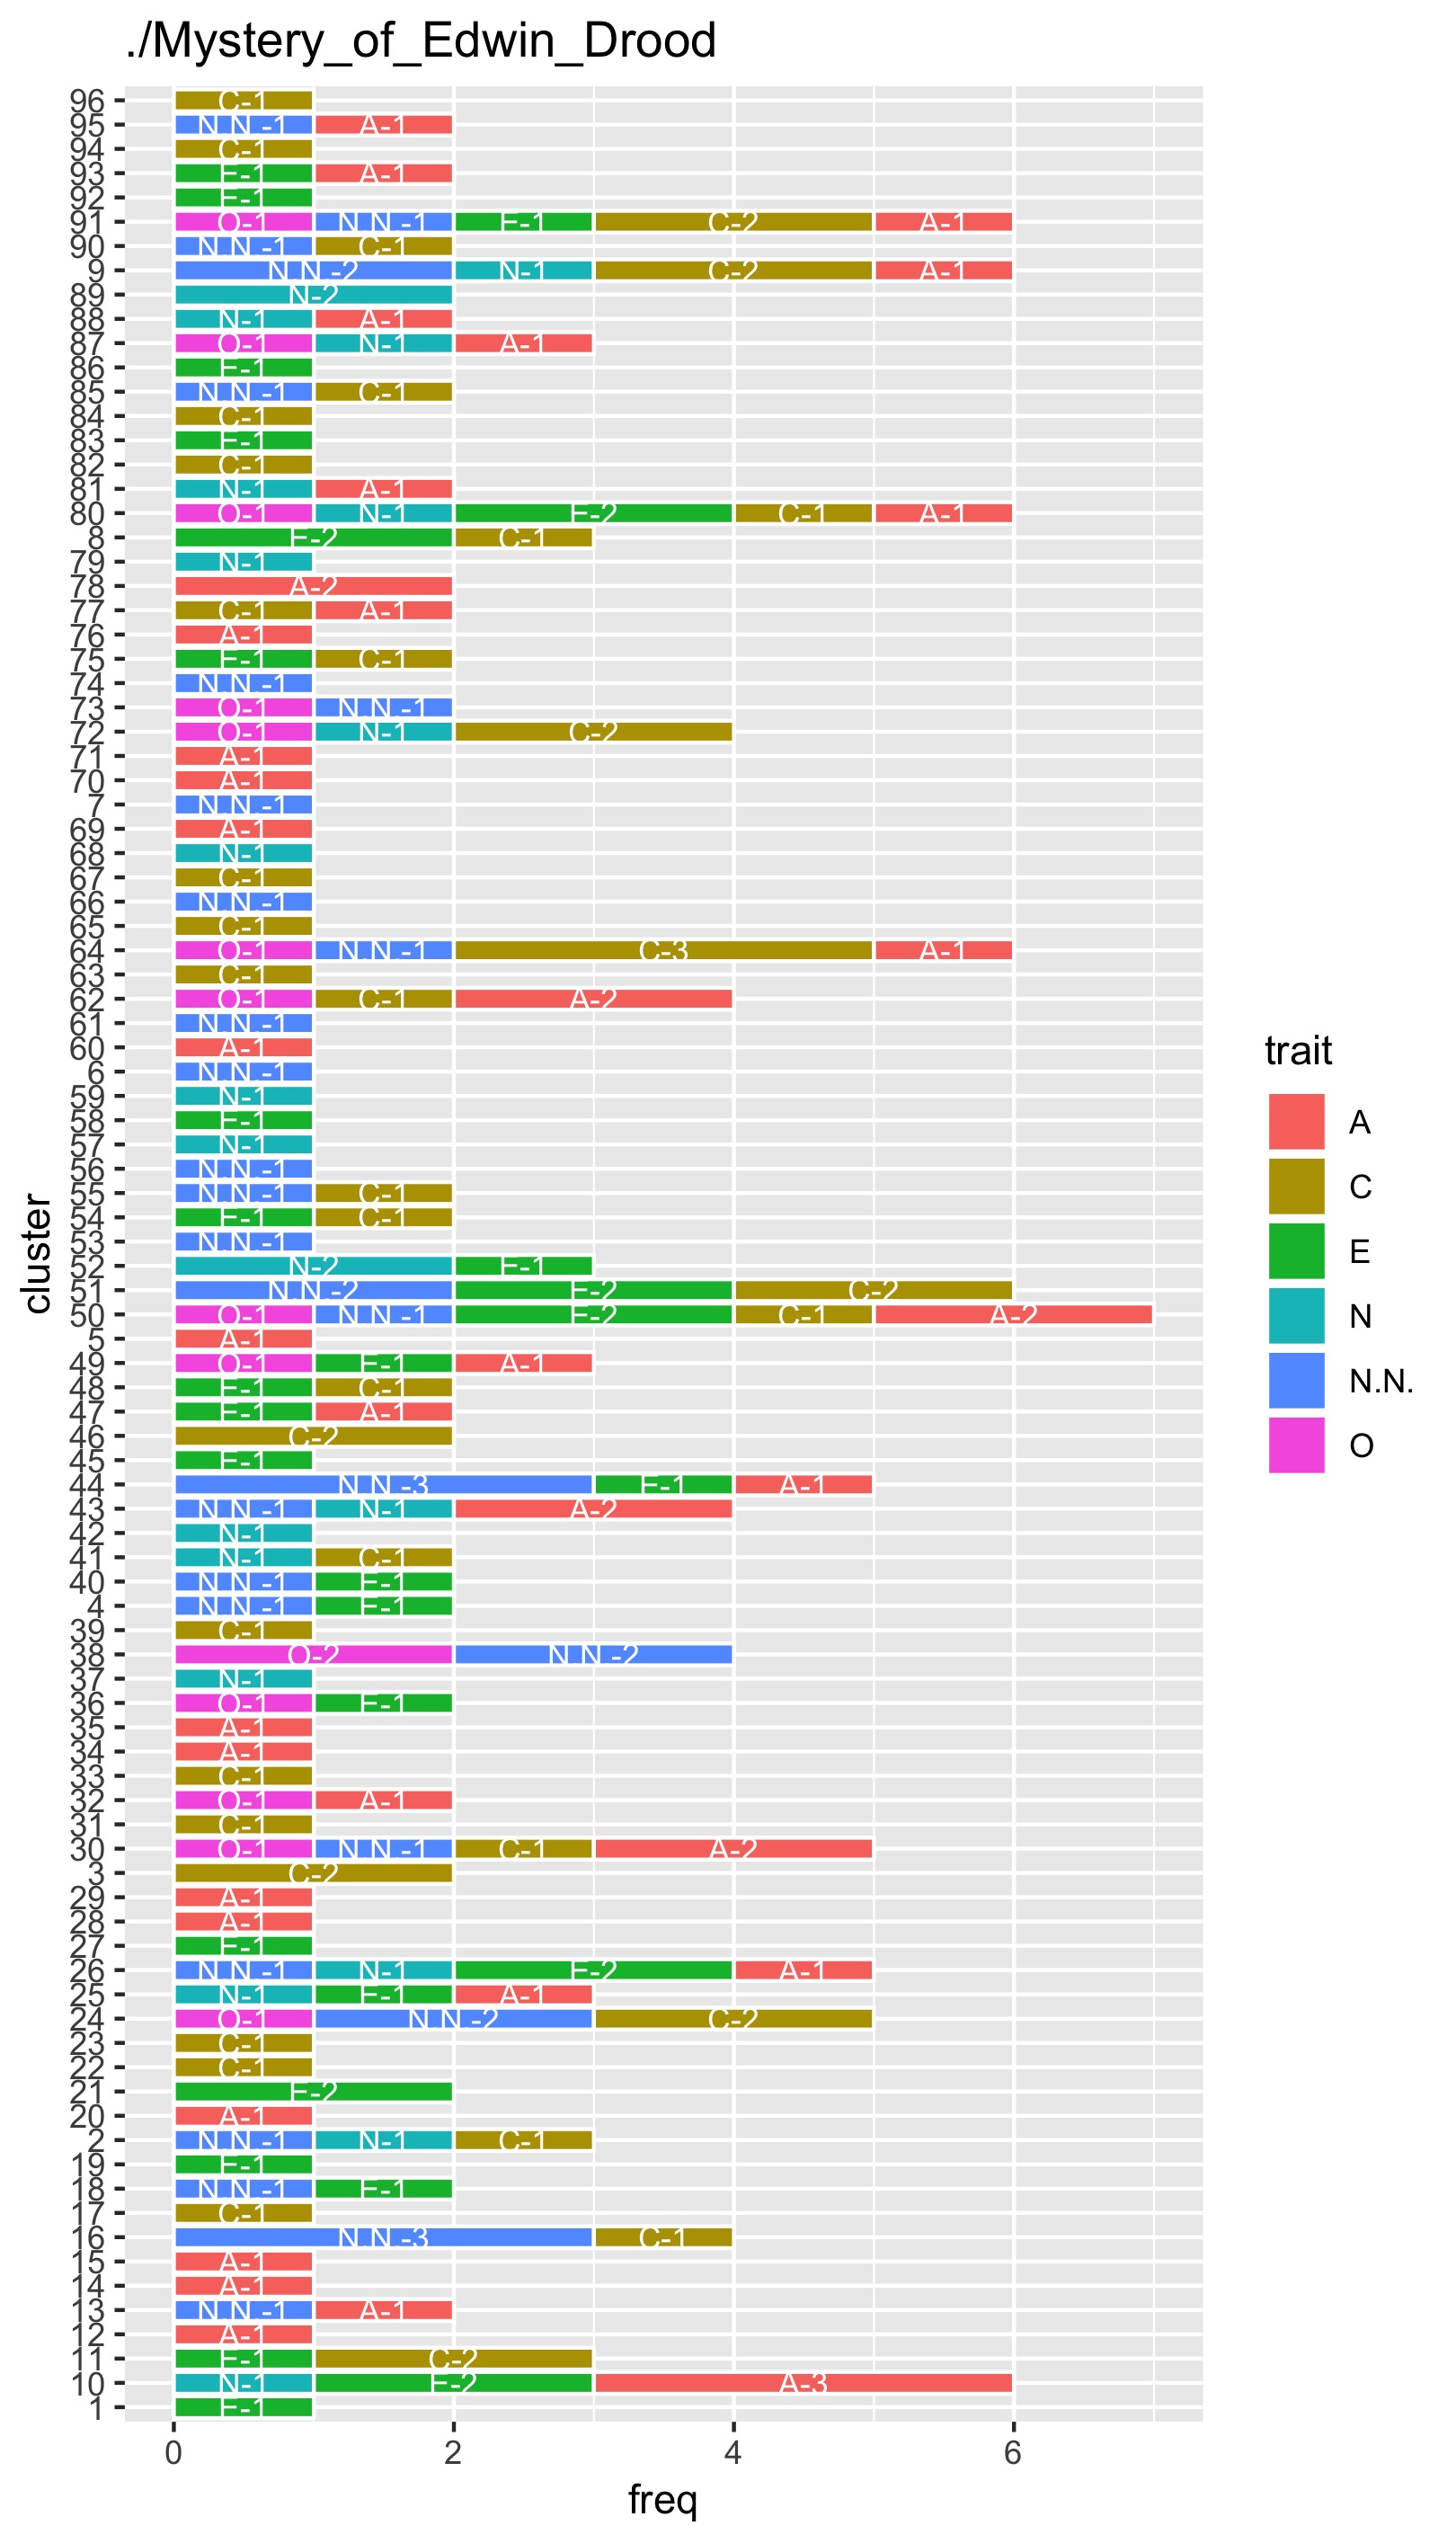 ./Mystery_of_Edwin_Drood
96 C-1
95 N.N.-1 A-1
94 C-1
93 E-1 A-1
92 E-1
91 O-1 N.N.-1 E-1 C-2 A-1
90 N.N.-1 C-1
9 N.N.-2 N-1 C-2 A-1
89 N-2
88 N-1 A-1
87 O-1 N-1 A-1
86 E-1
85 N.N.-1 C-1
84 C-1
83 E-1
82 C-1
81 N-1 A-1
80 O-1 N-1 E-2 C-1 A-1
8 E-2 C-1
79 N-1
78 A-2
77 C-1 A-1
76 A-1
75 E-1 C-1
74 N.N.-1
73 O-1 N.N.-1
72 O-1 N-1 C-2
71 A-1
70 A-1
7 N.N.-1
69 A-1
68 N-1
67 C-1
66 N.N.-1
65 C-1
64 O-1 N.N.-1 C-3 A-1
63 C-1
62 O-1 C-1 A-2
61 N.N.-1
60 A-1
6 N.N.-1
59 N-1
58 E-1
57 N-1
56 N.N.-1
55 N.N.-1 C-1
54 E-1 C-1
53 N.N.-1
52 N-2 E-1
51 N.N.-2 E-2 C-2
50 O-1 N.N.-1 E-2 C-1 A-2
5 A-1
49 O-1 E-1 A-1
48 E-1 C-1
47 E-1 A-1
46 C-2
45 E-1
44 N.N.-3 E-1 A-1
43 N.N.-1 N-1 A-2
42 N-1
41 N-1 C-1
40 N.N.-1 E-1
4 N.N.-1 E-1
39 C-1
38 O-2 N.N.-2
37 N-1
36 O-1 E-1
35 A-1
34 A-1
33 C-1
32 O-1 A-1
31 C-1
30 O-1 N.N.-1 C-1 A-2
3 C-2
29 A-1
28 A-1
27 E-1
26 N.N.-1 N-1 E-2 A-1
25 N-1 E-1 A-1
24 O-1 N.N.-2 C-2
23 C-1
22 C-1
21 E-2
20 A-1
2 N.N.-1 N-1 C-1
19 E-1
18 N.N.-1 E-1
17 C-1
16 N.N.-3 C-1
15 A-1
14 A-1
13 N.N.-1 A-1
12 A-1
11 E-1 C-2
10 N-1 E-2 A-3
1 E-1
0 2 4 6
freq
cluster
trait
A
C
E
N
N.N.
O